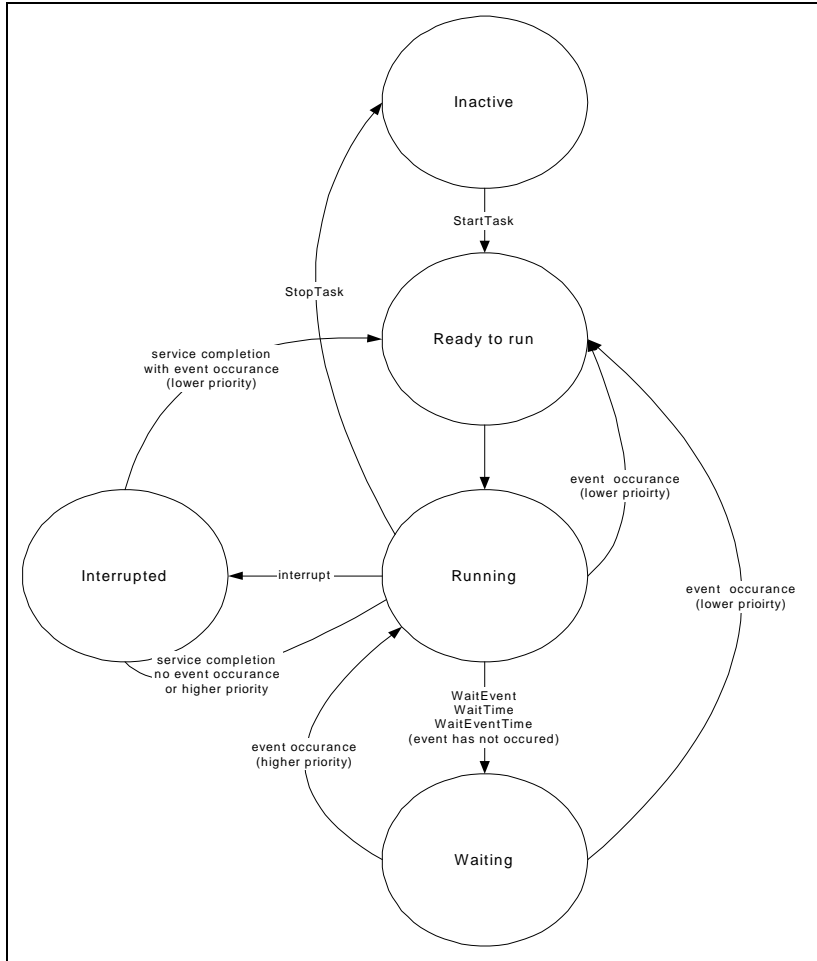 Inactive
StartTask
StopTask
Ready to run
service completion
with event occurance
(lower priority)
event occurance
(lower prioirty)
Interrupted
interrupt
Running
event occurance
(lower prioirty)
service completion
no event occurance
or higher priority
WaitEvent
WaitTime
WaitEventTime
(event has not occured)
event occurance
(higher priority)
Waiting